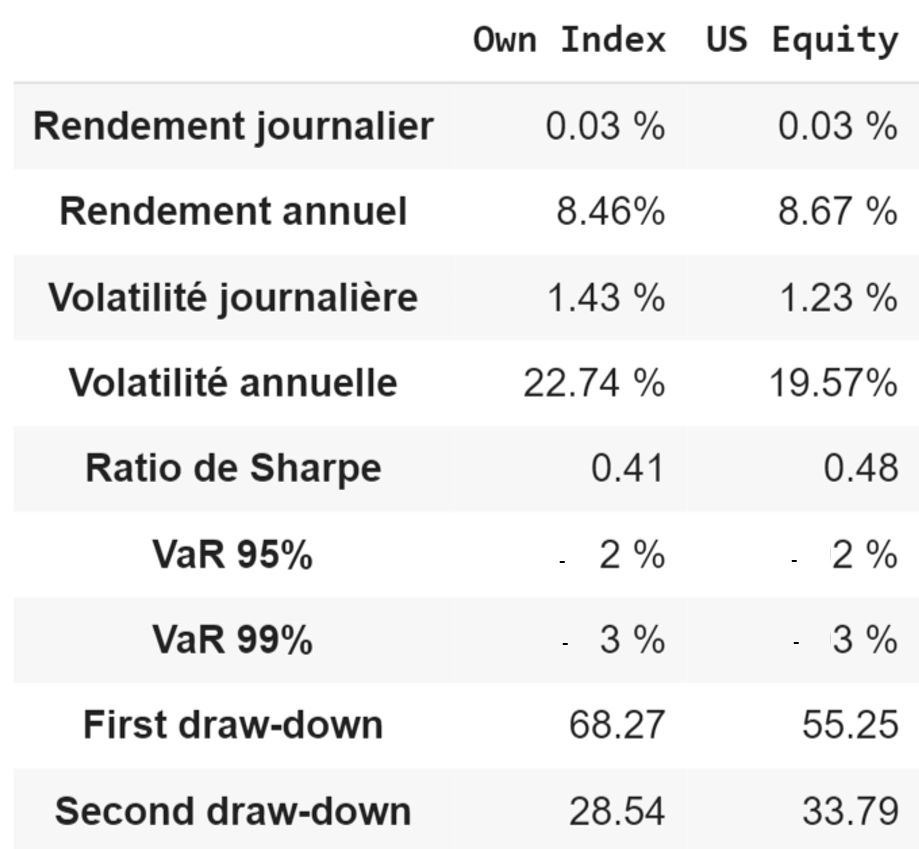 Own Index US Equity
Rendement journalier 0.03 % 0.03 %
Rendement annuel 8.46% 8.67 %
Volatilité journalière 1.43 % 1.23 %
Volatilité annuelle 22.74 % 19.57%
Ratio de Sharpe 0.41 0.48
VaR 95% - 2 % - 2 %
VaR 99% - 3 % - 3 %
First draw-down 68.27 55.25
Second draw-down 28.54 33.79